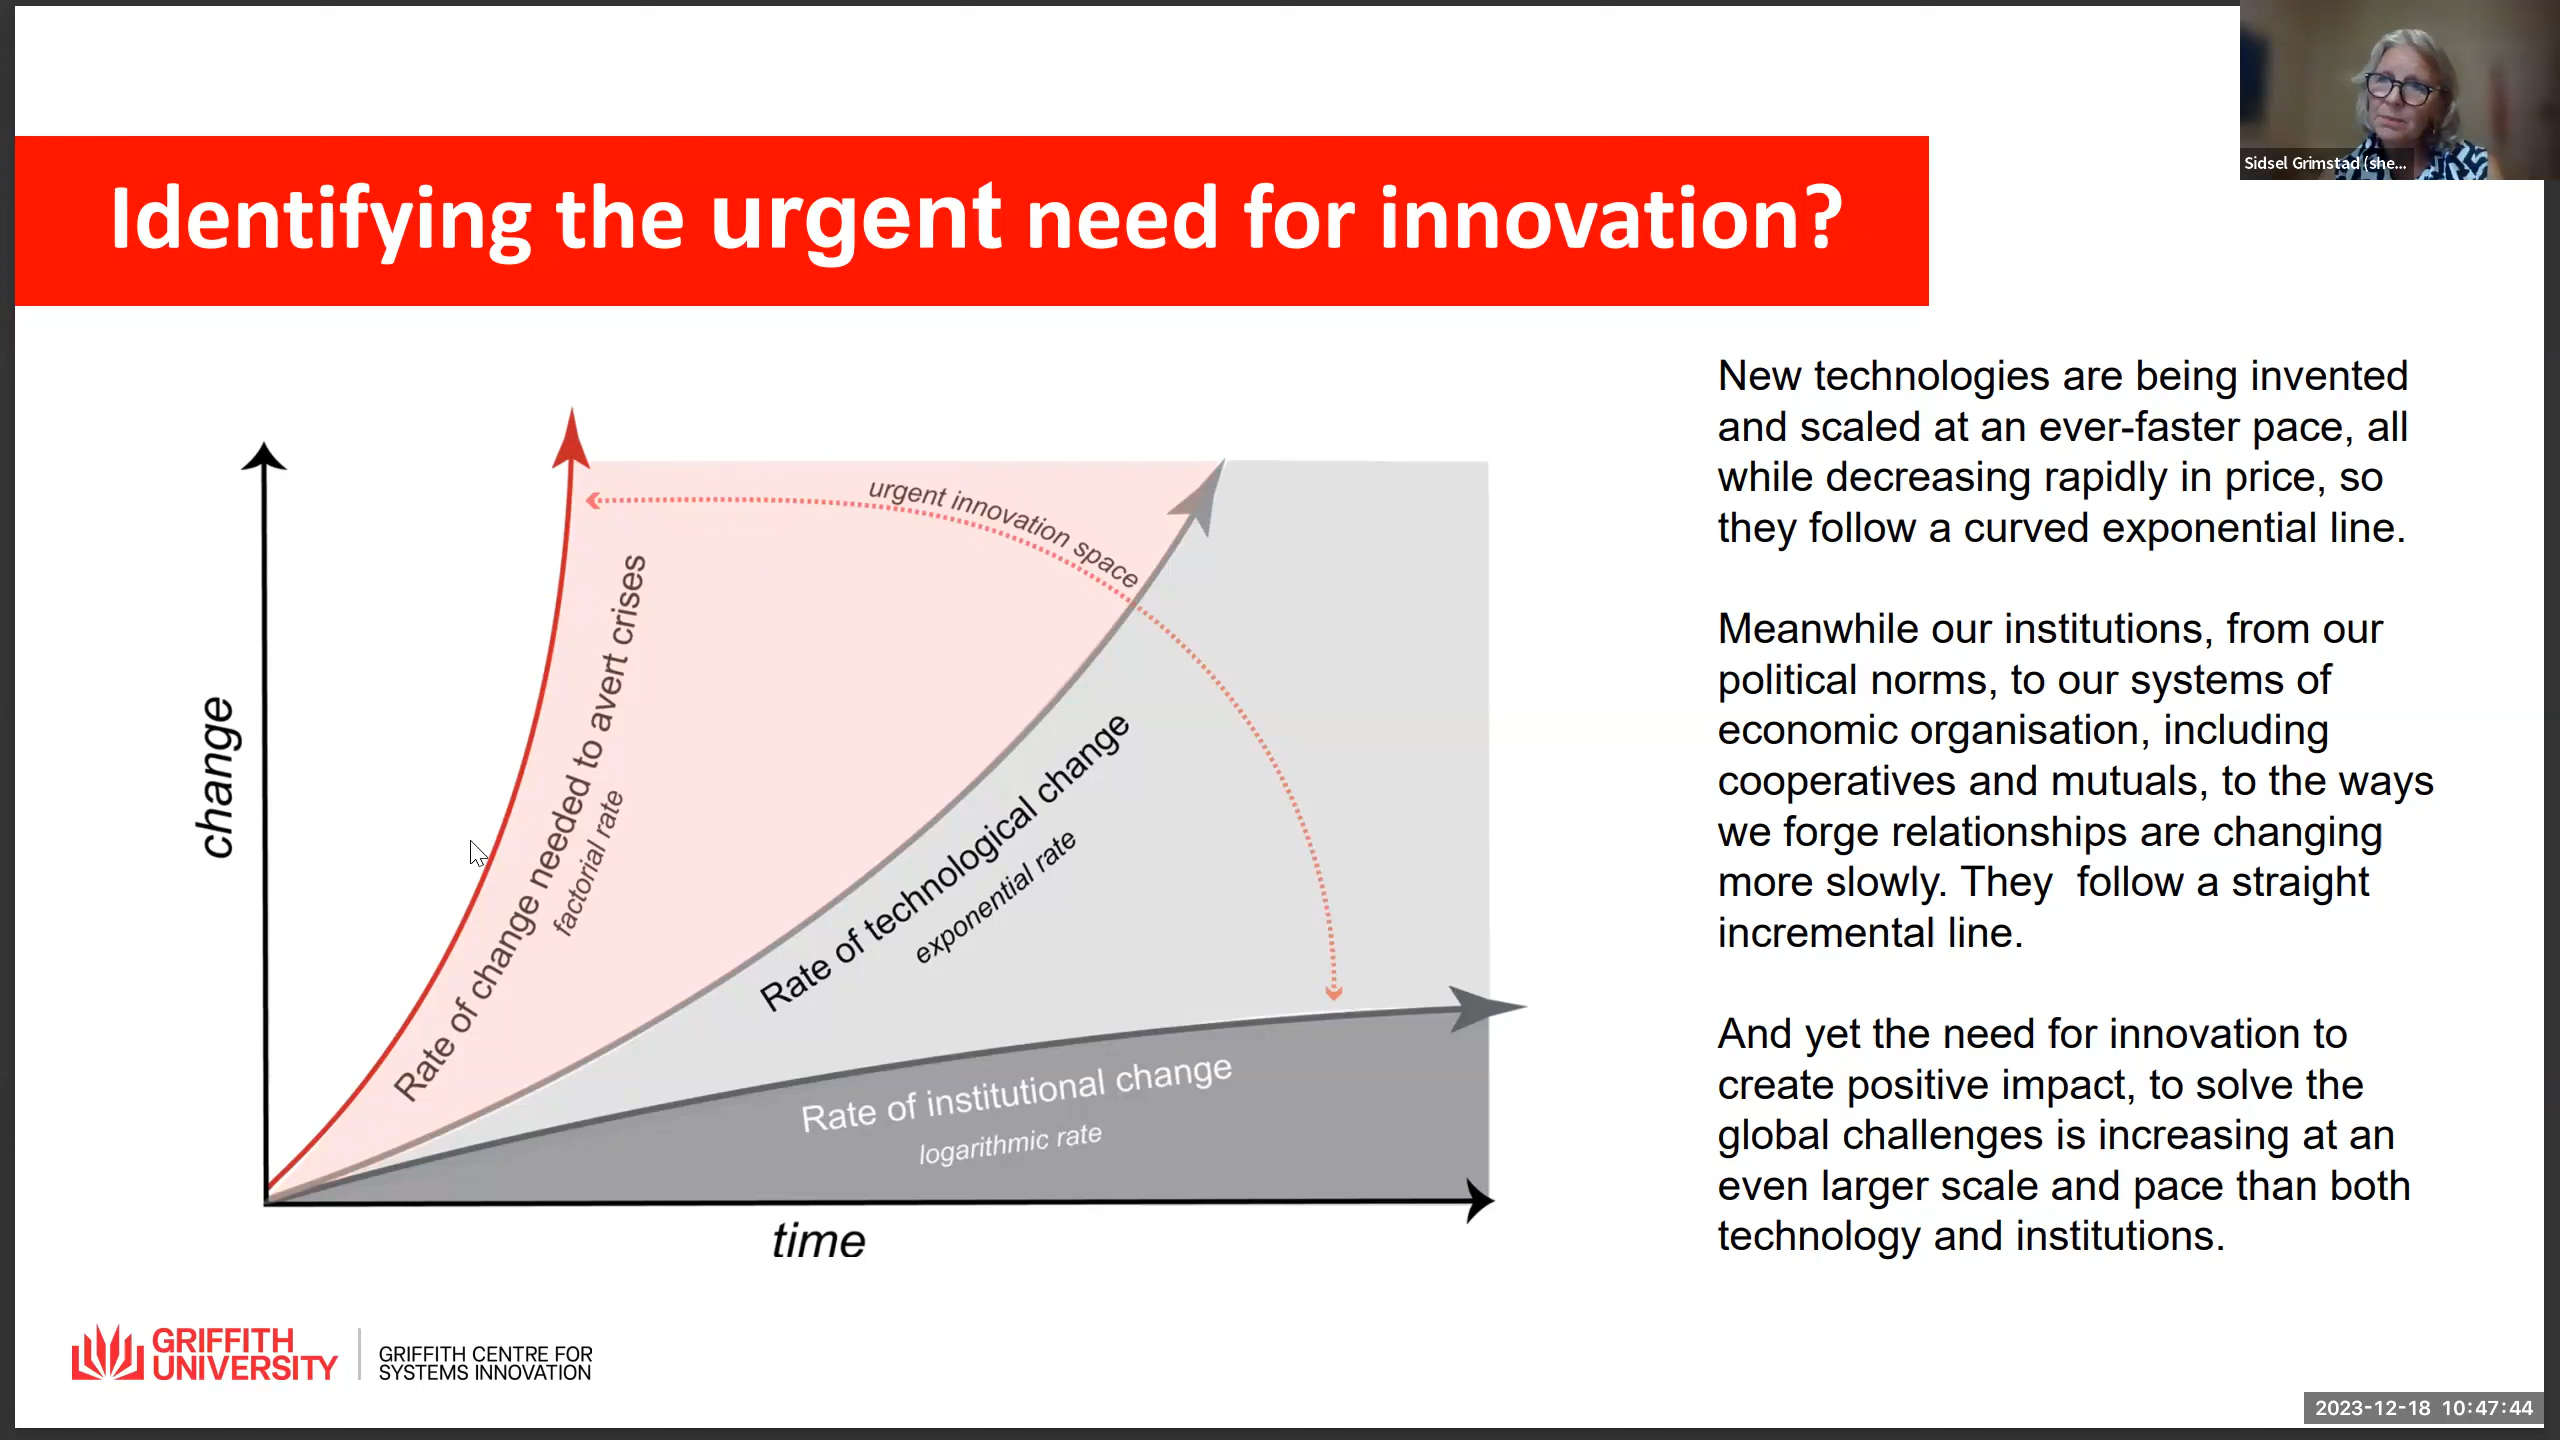 Sidsel Grimstad (she...
Identifying the urgent need for innovation?
New technologies are being invented
and scaled at an ever-faster pace, all
while decreasing rapidly in price, so
they follow a curved exponential line.
Meanwhile our institutions, from our
political norms, to our systems of
economic organisation, including
cooperatives and mutuals, to the ways
we forge relationships are changing
more slowly. They  follow a straight
incremental line.
And yet the need for innovation to
create positive impact, to solve the
global challenges is increasing at an
even larger scale and pace than both
technology and institutions.
change
time
Rate of change needed to avert crises
factorial rate
urgent innovation space
Rate of technological change
exponential rate
Rate of institutional change
logarithmic rate
GRIFFITH
UNIVERSITY
GRIFFITH CENTRE FOR
SYSTEMS INNOVATION
2023-12-18 10:47:44